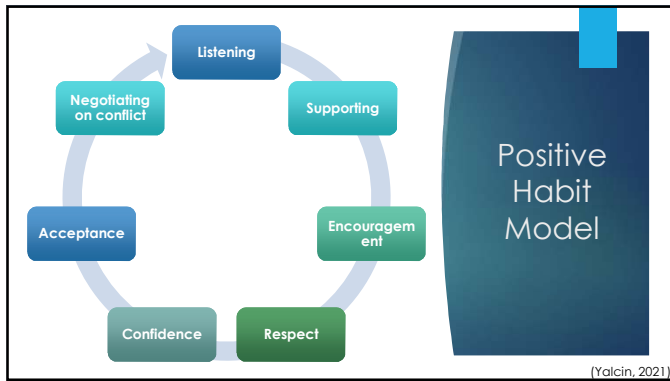 Listening
Supporting
Encouragem
ent
Respect
Confidence
Acceptance
Negotiating
on conflict
Positive
Habit
Model
(Yalcin, 2021)